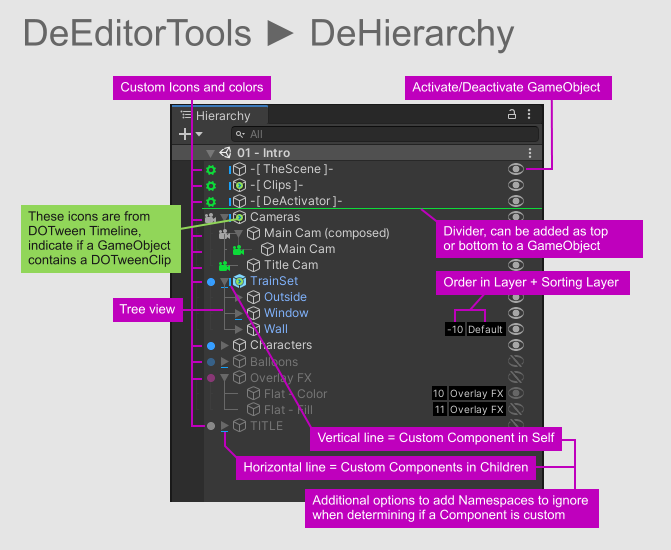 DeEditorTools ► DeHierarchy
Custom Icons and colors
Activate/Deactivate GameObject
Hierarchy
All
01 - Intro
-[ TheScene ]-
-[ Clips ]-
-[ DeActivator ]-
Cameras
These icons are from
DOTween Timeline,
indicate if a GameObject
contains a DOTweenClip
Main Cam (composed)
Main Cam
Title Cam
Divider, can be added as top
or bottom to a GameObject
Order in Layer + Sorting Layer
TrainSet
Outside
Tree view
Window
Wall
-10 Default
Characters
Balloons
Overlay FX
Flat - Color
10 Overlay FX
Flat - Fill
11 Overlay FX
TITLE
Vertical line = Custom Component in Self
Horizontal line = Custom Components in Children
Additional options to add Namespaces to ignore
when determining if a Component is custom